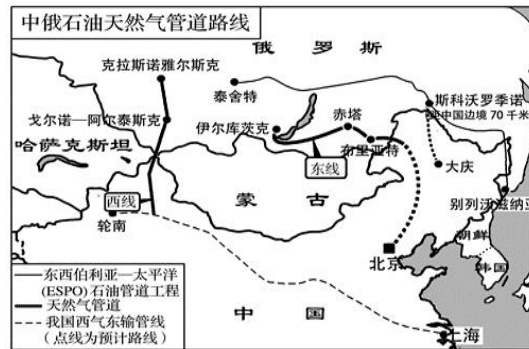 中俄石油天然气管道路线
俄 罗 斯
克拉斯诺雅尔斯克
泰舍特
斯科沃罗季诺
距中国边境70千米
戈尔诺—阿尔泰斯克
伊尔库茨克
赤塔
布里亚特
哈萨克斯坦
东线
大庆
西线
蒙 古
别列沃兹纳亚
轮南
朝鲜
北京
韩国
东西伯利亚—太平洋
(ESPO)石油管道工程
天然气管道
我国西气东输管线
(点线为预计路线)
中 国
上海